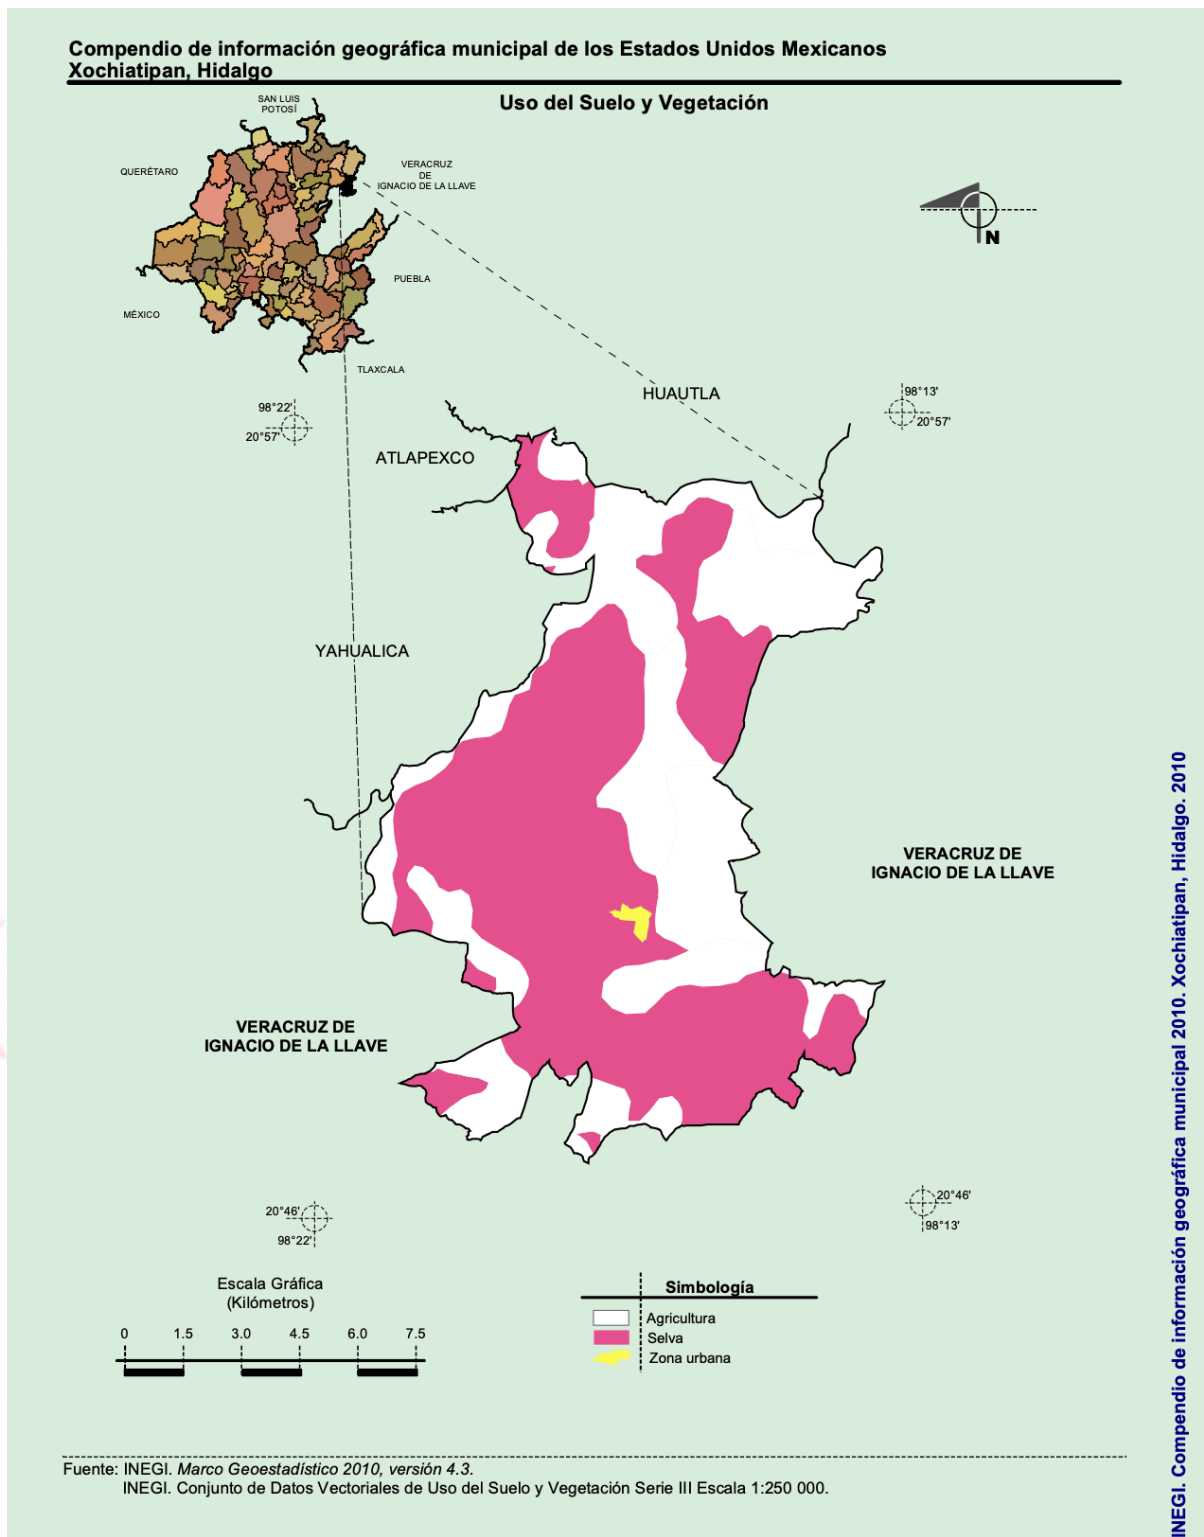 Compendio de información geográfica municipal de los Estados Unidos Mexicanos
Xochiatipan, Hidalgo
Uso del Suelo y Vegetación
SAN LUIS
POTOSÍ
QUERÉTARO
VERACRUZ
DE
IGNACIO DE LA LLAVE
N
PUEBLA
MÉXICO
TLAXCALA
HUAUTLA
98°22'
20°57'
98°13'
20°57'
ATLAPEXCO
YAHUALICA
VERACRUZ DE
IGNACIO DE LA LLAVE
VERACRUZ DE
IGNACIO DE LA LLAVE
20°46'
98°22'
20°46'
98°13'
Escala Gráfica
(Kilómetros)
0 1.5 3.0 4.5 6.0 7.5
Simbología
Agricultura
Selva
Zona urbana
Fuente: INEGI. Marco Geoestadístico 2010, versión 4.3.
INEGI. Conjunto de Datos Vectoriales de Uso del Suelo y Vegetación Serie III Escala 1:250 000.
INEGI. Compendio de información geográfica municipal 2010. Xochiatipan, Hidalgo. 2010